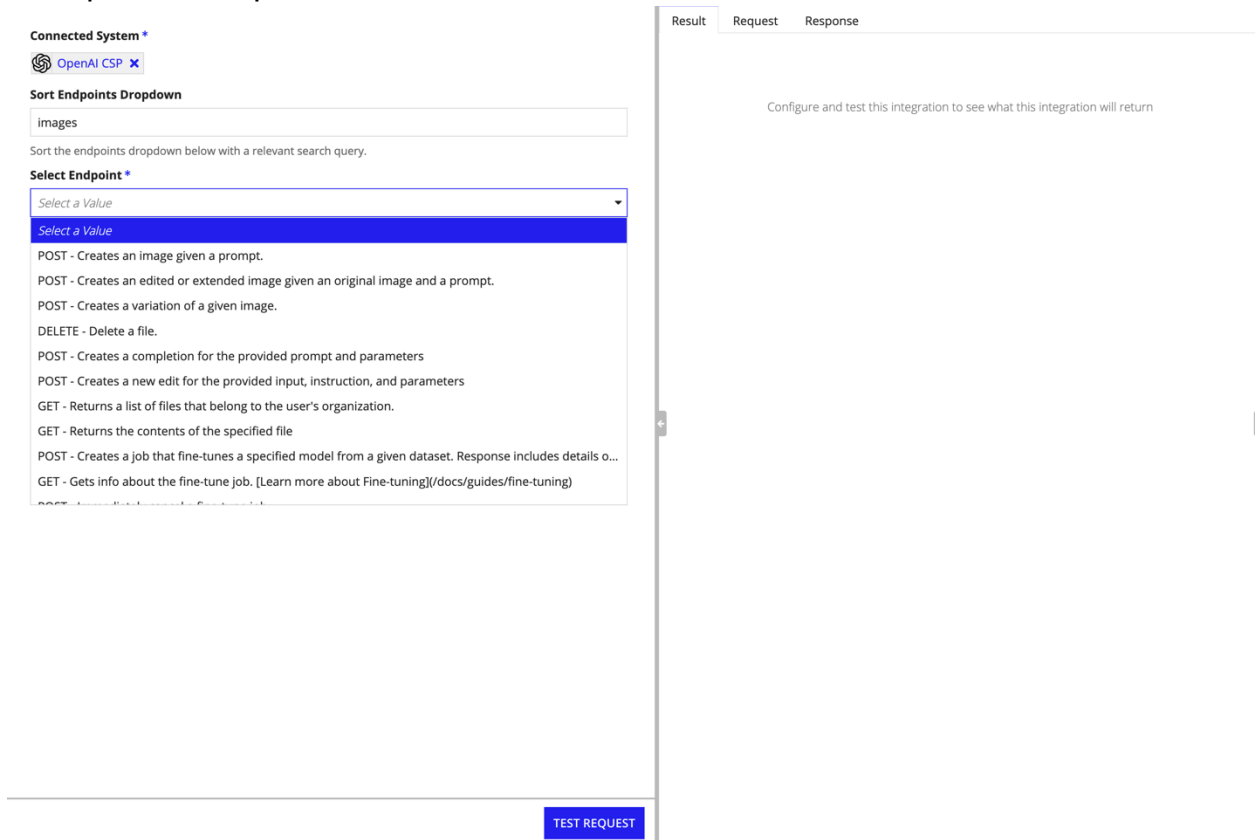 Connected System *
OpenAI CSP
Sort Endpoints Dropdown
images
Sort the endpoints dropdown below with a relevant search query.
Select Endpoint *
Select a Value
Select a Value
POST - Creates an image given a prompt.
POST - Creates an edited or extended image given an original image and a prompt.
POST - Creates a variation of a given image.
DELETE - Delete a file.
POST - Creates a completion for the provided prompt and parameters
POST - Creates a new edit for the provided input, instruction, and parameters
GET - Returns a list of files that belong to the user's organization.
GET - Returns the contents of the specified file
POST - Creates a job that fine-tunes a specified model from a given dataset. Response includes details o...
GET - Gets info about the fine-tune job. [Learn more about Fine-tuning](/docs/guides/fine-tuning)
TEST REQUEST
Result Request Response
Configure and test this integration to see what this integration will return